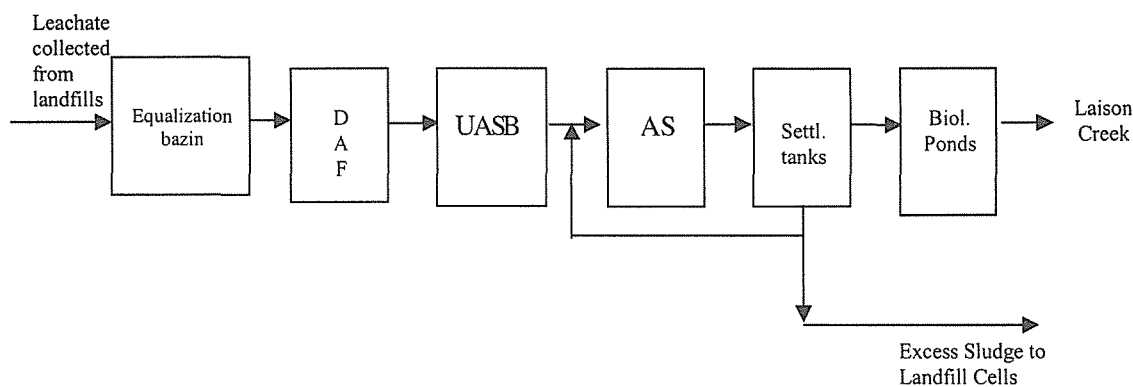 Leachate
collected
from
landfills
Equalization
bazin
D
A
F
UASB
AS
Settl.
tanks
Biol.
Ponds
Laison
Creek
Excess Sludge to
Landfill Cells